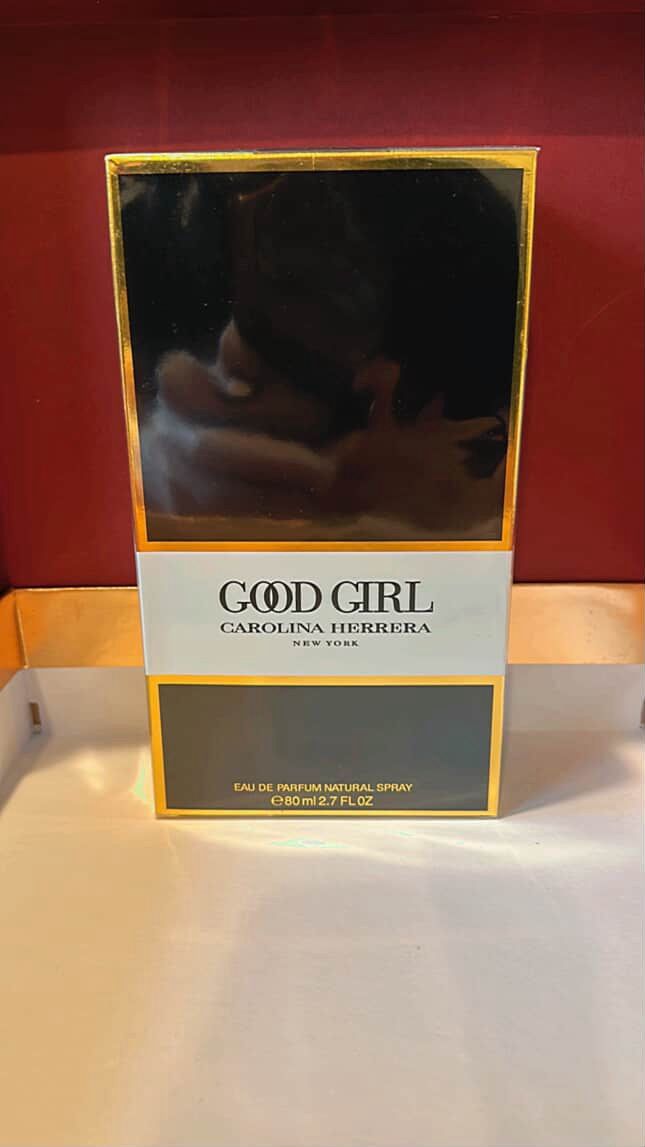 GOOD GIRL
CAROLINA HERRERA
NEW YORK
EAU DE PARFUM NATURAL SPRAY
℮80 ml 2.7 FL OZ